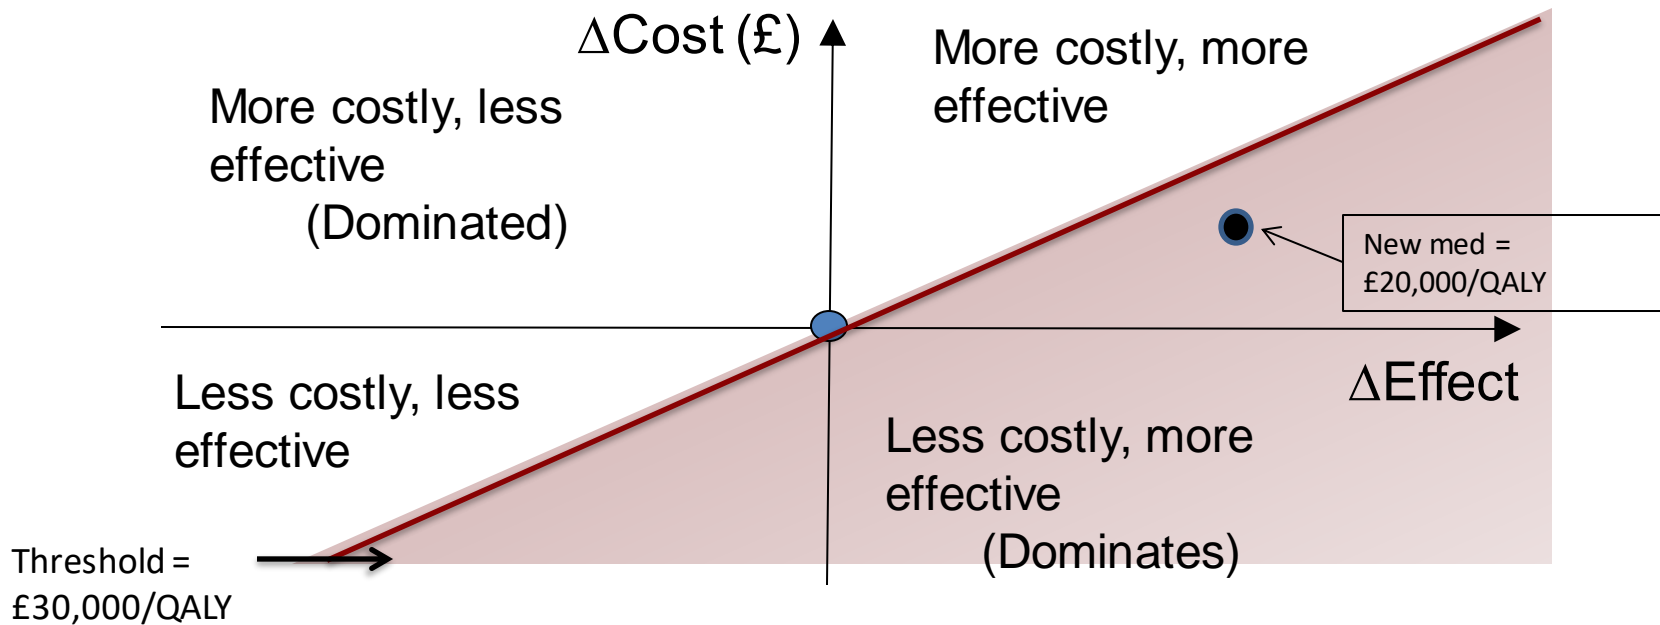 ΔCost (£)
More costly, more
effective
More costly, less
effective
(Dominated)
New med =
£20,000/QALY
ΔEffect
Less costly, less
effective
Less costly, more
effective
(Dominates)
Threshold =
£30,000/QALY